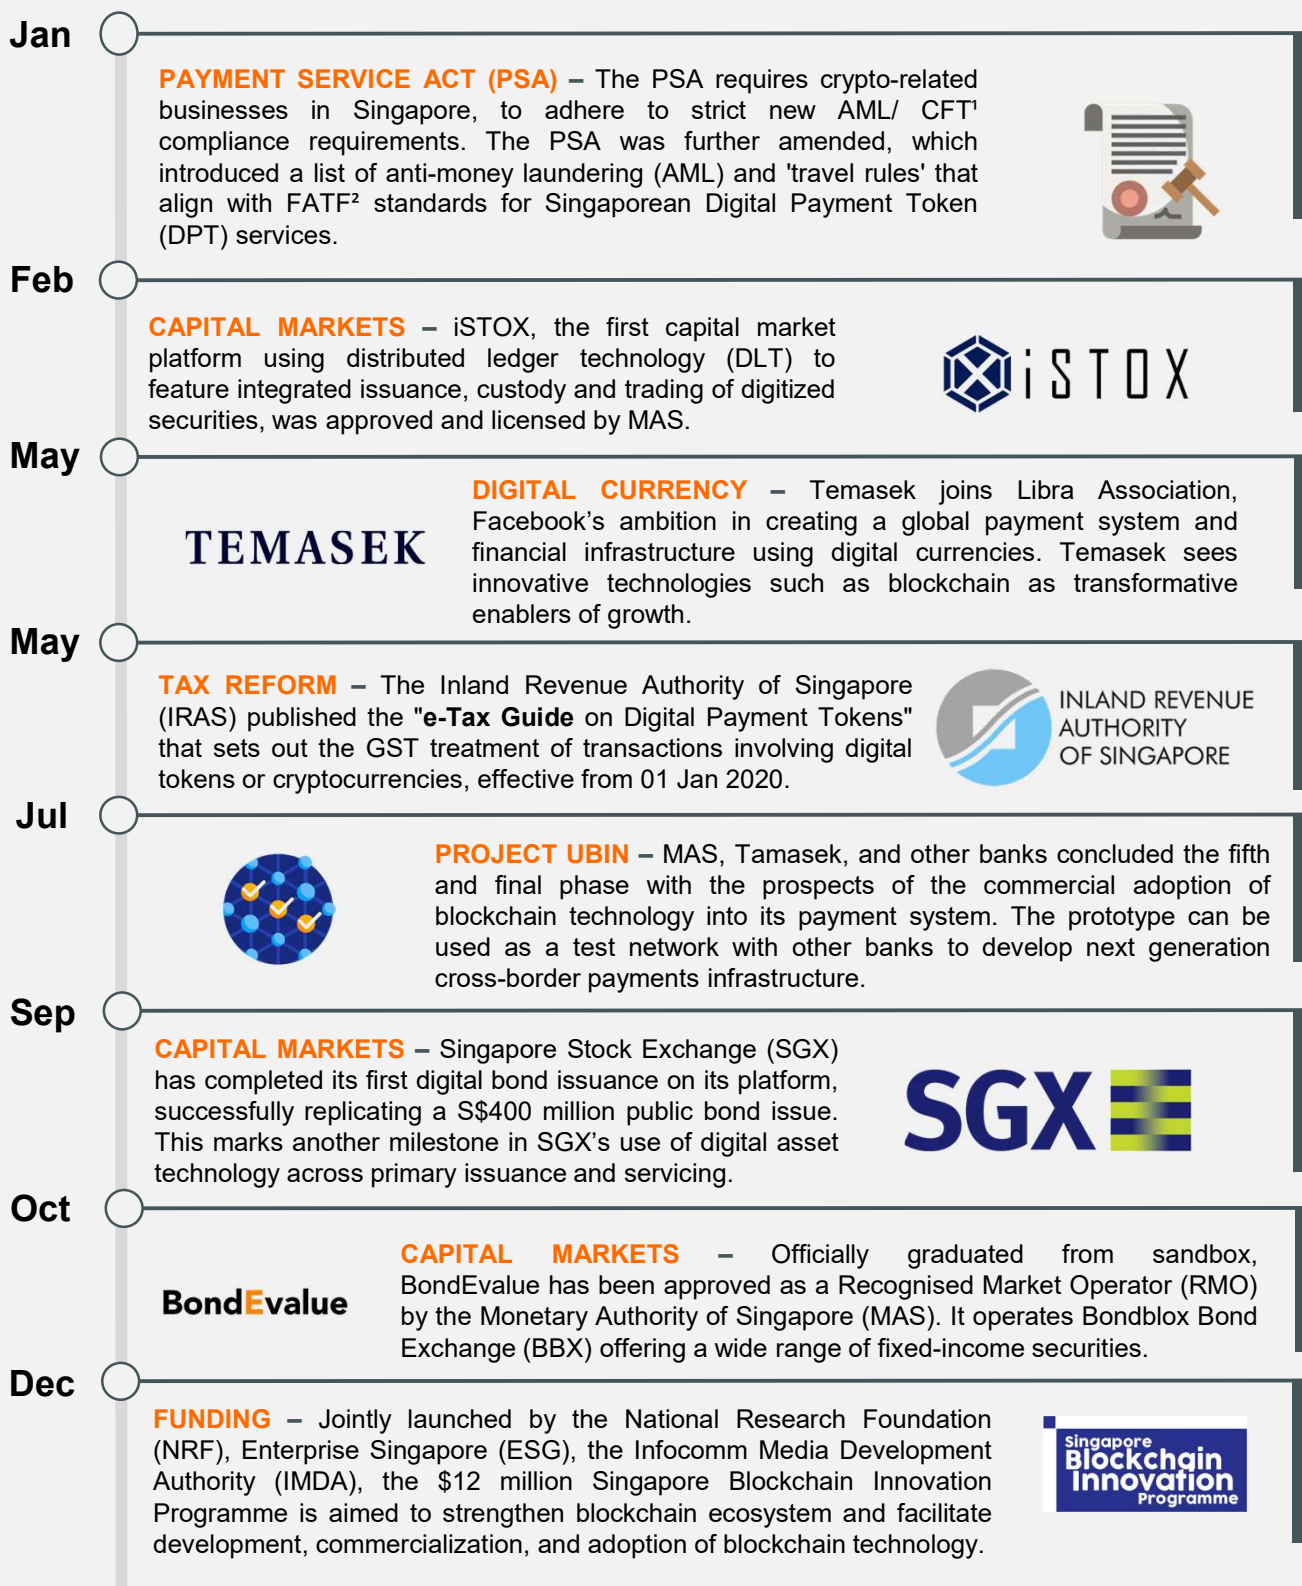 Jan
PAYMENT SERVICE ACT (PSA) – The PSA requires crypto-related
businesses in Singapore, to adhere to strict new AML/ CFT¹
compliance requirements. The PSA was further amended, which
introduced a list of anti-money laundering (AML) and 'travel rules' that
align with FATF² standards for Singaporean Digital Payment Token
(DPT) services.
Feb
CAPITAL MARKETS – iSTOX, the first capital market
platform using distributed ledger technology (DLT) to
feature integrated issuance, custody and trading of digitized
securities, was approved and licensed by MAS.
iSTOX
May
TEMASEK
DIGITAL CURRENCY – Temasek joins Libra Association,
Facebook’s ambition in creating a global payment system and
financial infrastructure using digital currencies. Temasek sees
innovative technologies such as blockchain as transformative
enablers of growth.
May
TAX REFORM – The Inland Revenue Authority of Singapore
(IRAS) published the "e-Tax Guide on Digital Payment Tokens"
that sets out the GST treatment of transactions involving digital
tokens or cryptocurrencies, effective from 01 Jan 2020.
INLAND REVENUE
AUTHORITY
OF SINGAPORE
Jul
PROJECT UBIN – MAS, Tamasek, and other banks concluded the fifth
and final phase with the prospects of the commercial adoption of
blockchain technology into its payment system. The prototype can be
used as a test network with other banks to develop next generation
cross-border payments infrastructure.
Sep
CAPITAL MARKETS – Singapore Stock Exchange (SGX)
has completed its first digital bond issuance on its platform,
successfully replicating a S$400 million public bond issue.
This marks another milestone in SGX’s use of digital asset
technology across primary issuance and servicing.
SGX
Oct
BondEvalue
CAPITAL MARKETS – Officially graduated from sandbox,
BondEvalue has been approved as a Recognised Market Operator (RMO)
by the Monetary Authority of Singapore (MAS). It operates Bondblox Bond
Exchange (BBX) offering a wide range of fixed-income securities.
Dec
FUNDING – Jointly launched by the National Research Foundation
(NRF), Enterprise Singapore (ESG), the Infocomm Media Development
Authority (IMDA), the $12 million Singapore Blockchain Innovation
Programme is aimed to strengthen blockchain ecosystem and facilitate
development, commercialization, and adoption of blockchain technology.
Singapore
Blockchain
Innovation
Programme